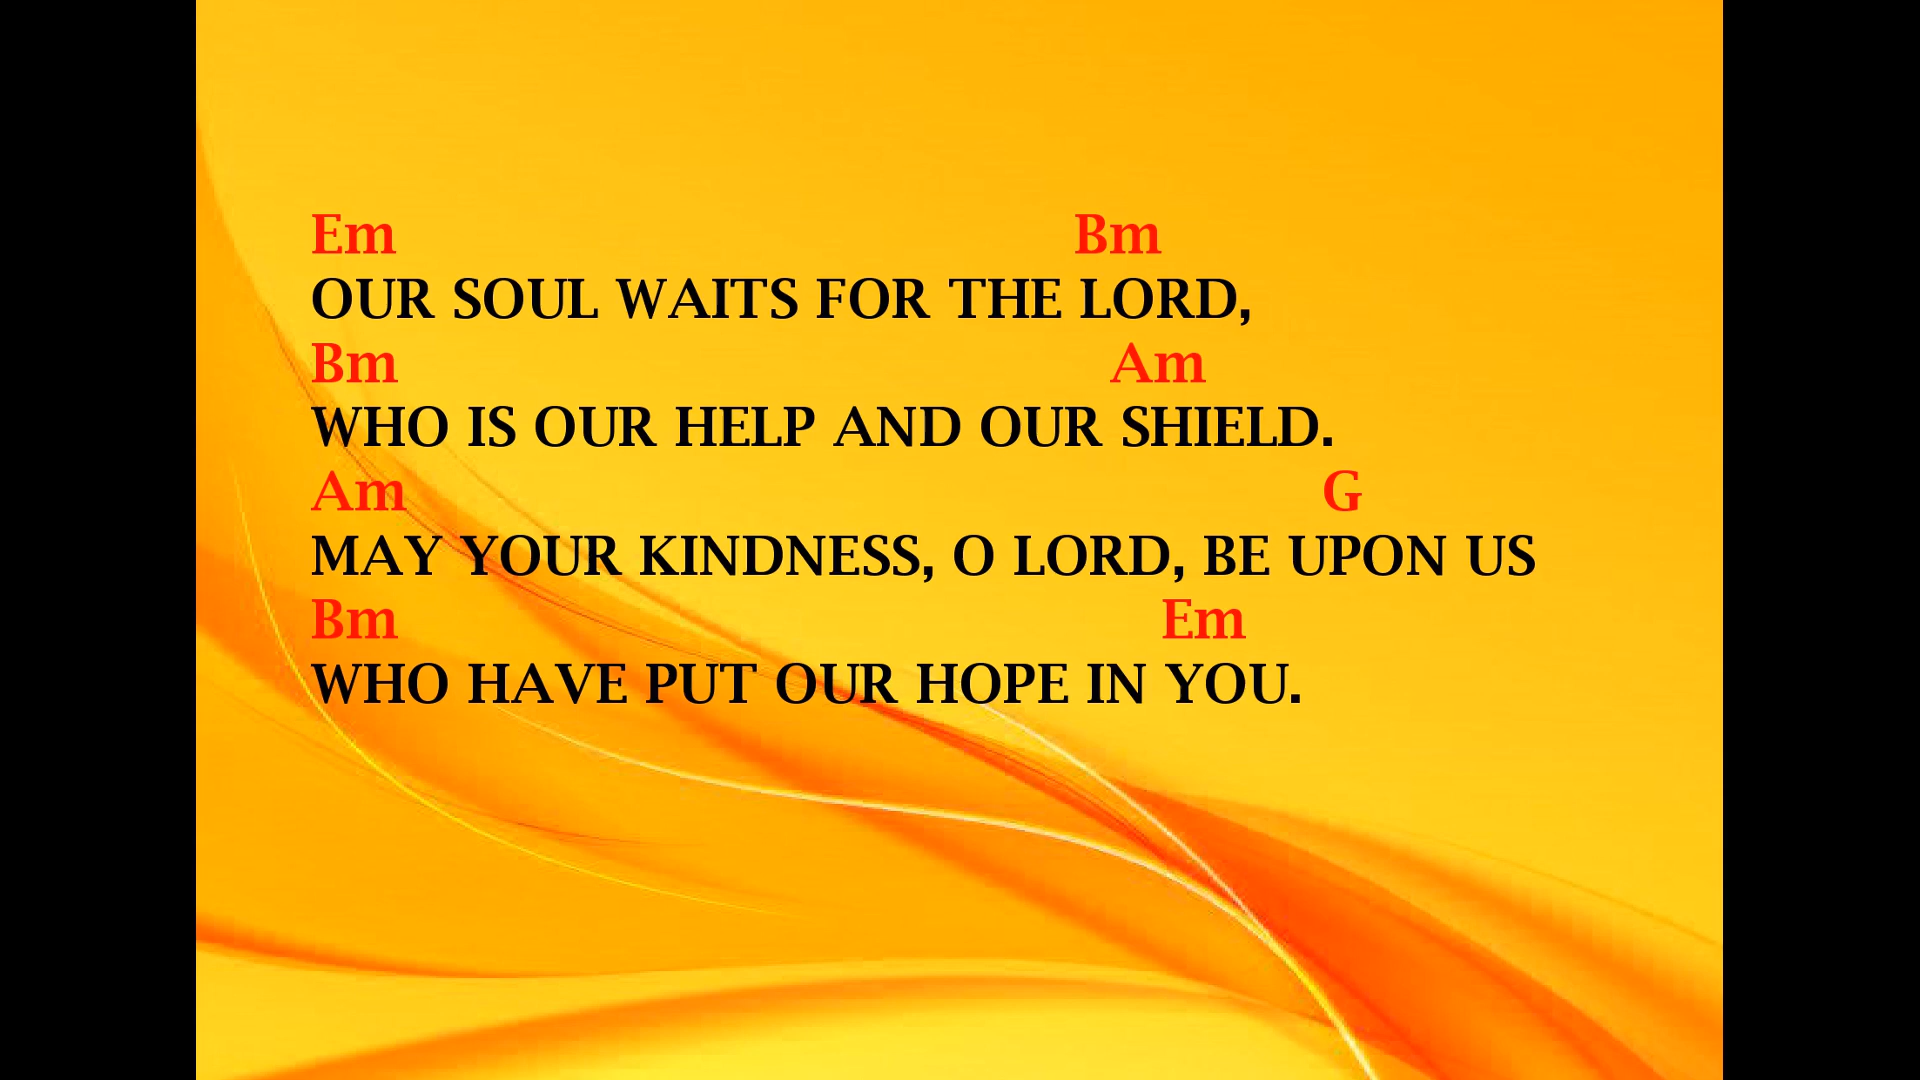 Em Bm
OUR SOUL WAITS FOR THE LORD,
Bm Am
WHO IS OUR HELP AND OUR SHIELD.
Am G
MAY YOUR KINDNESS, O LORD, BE UPON US
Bm Em
WHO HAVE PUT OUR HOPE IN YOU.